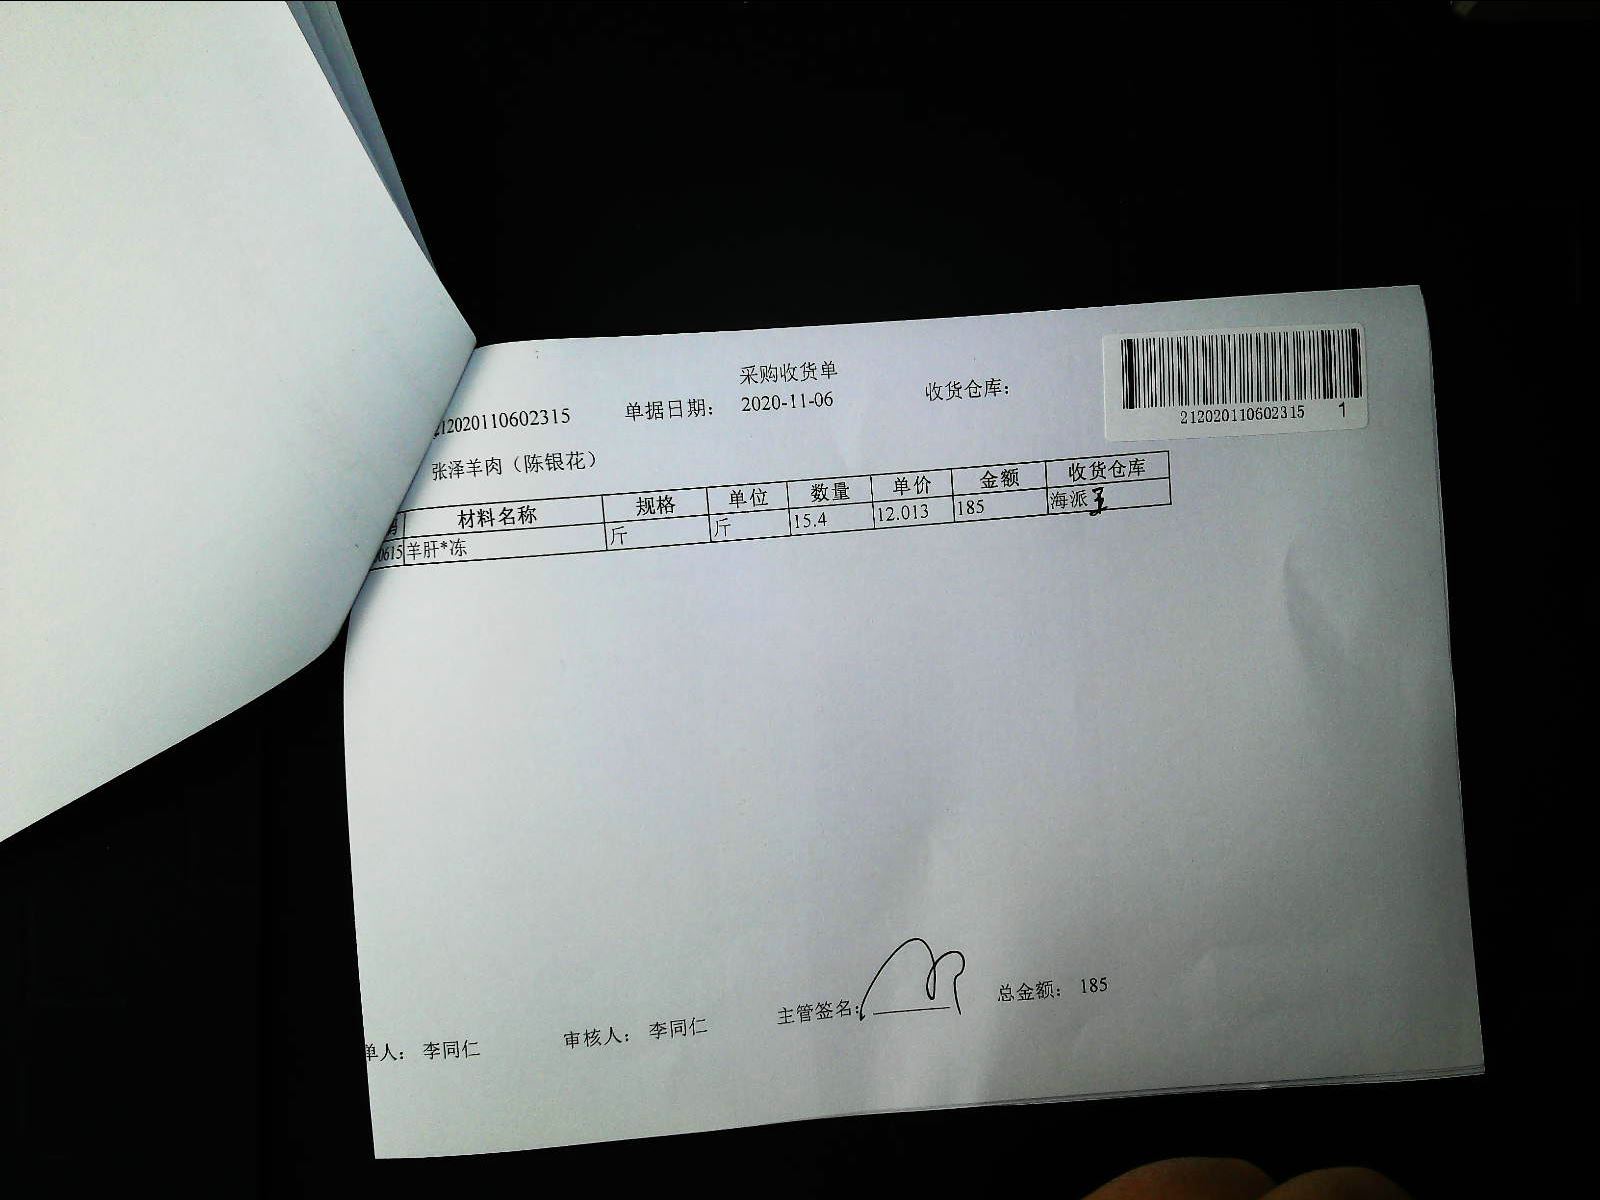 采购收货单
212020110602315 单据日期： 2020-11-06 收货仓库：
212020110602315 1
张泽羊肉（陈银花）
材料名称 规格 单位 数量 单价 金额 收货仓库
0615 羊肝*冻 斤 斤 15.4 12.013 185 海派
单人： 李同仁 审核人： 李同仁 主管签名： 总金额： 185